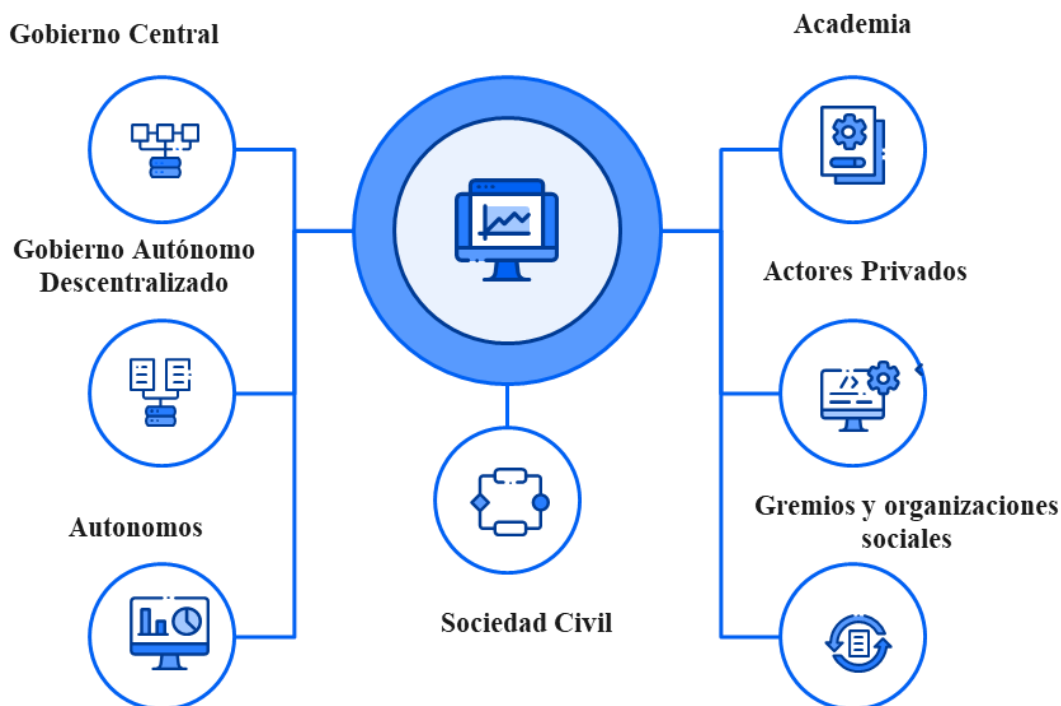 Gobierno Central
Academia
Gobierno Autónomo
Descentralizado
Actores Privados
Autonomos
Gremios y organizaciones
sociales
Sociedad Civil